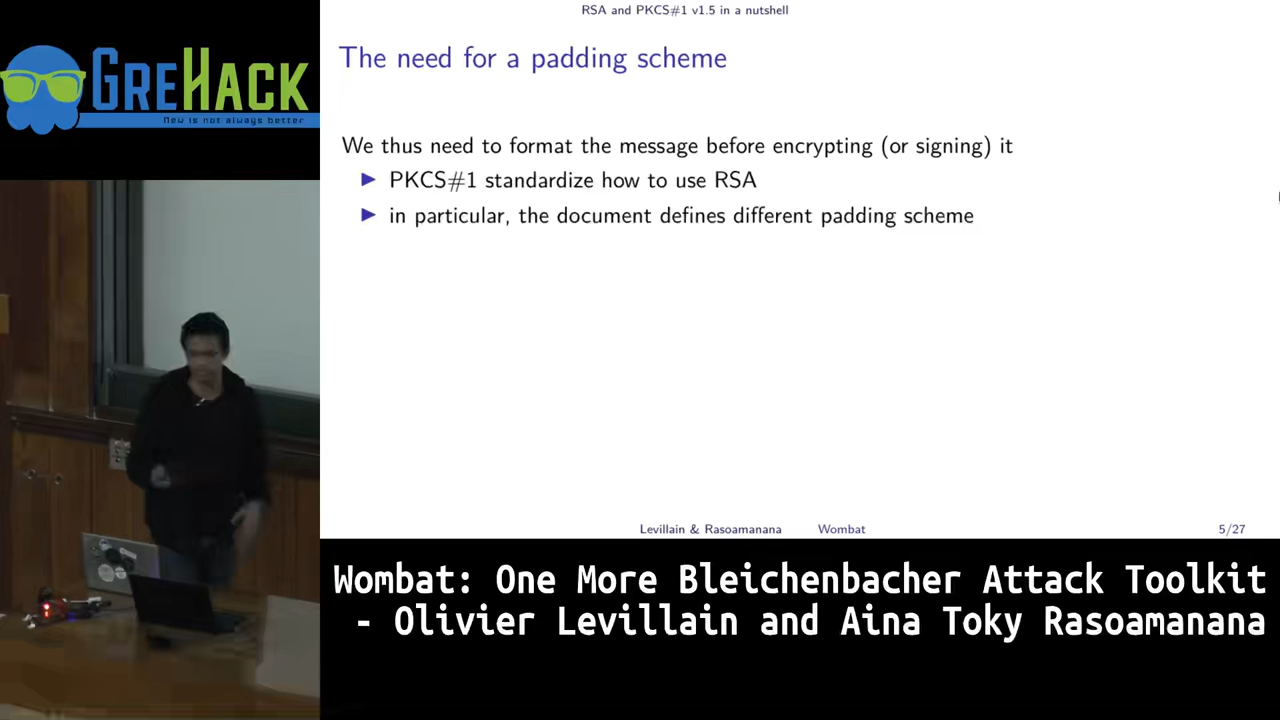 GREHACK
New is not always better
RSA and PKCS#1 v1.5 in a nutshell
The need for a padding scheme
We thus need to format the message before encrypting (or signing) it
PKCS#1 standardize how to use RSA
in particular, the document defines different padding scheme
Levillain & Rasoamanana Wombat 5/27
Wombat: One More Bleichenbacher Attack Toolkit
- Olivier Levillain and Aina Toky Rasoamanana